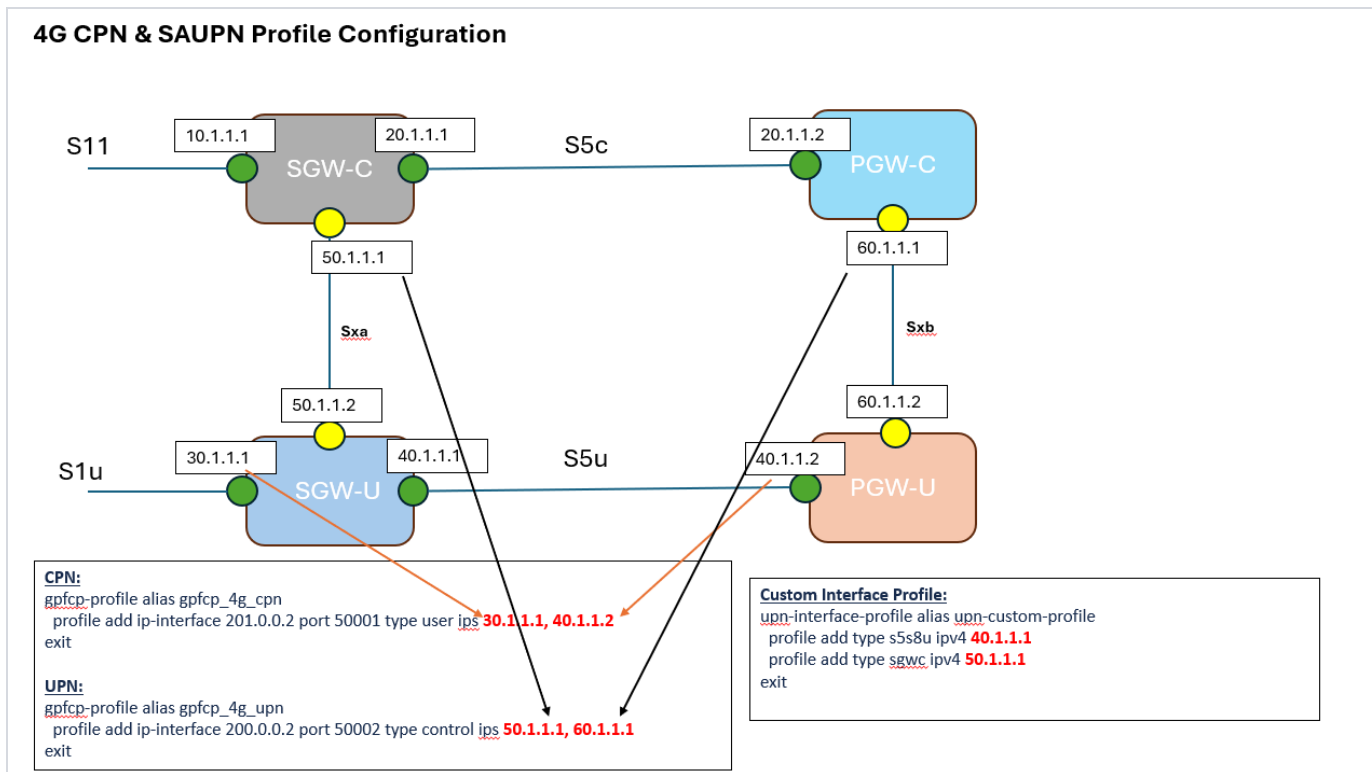 4G CPN & SAUPN Profile Configuration
S11
10.1.1.1
20.1.1.1
SGW-C
S5c
20.1.1.2
PGW-C
50.1.1.1
60.1.1.1
Sxa
Sxb
50.1.1.2
60.1.1.2
S1u
30.1.1.1
40.1.1.1
SGW-U
S5u
40.1.1.2
PGW-U
CPN:
gpfcp-profile alias gpfcp_4g_cpn
profile add ip-interface 201.0.0.2 port 50001 type user ips 30.1.1.1, 40.1.1.2
exit
UPN:
gpfcp-profile alias gpfcp_4g_upn
profile add ip-interface 200.0.0.2 port 50002 type control ips 50.1.1.1, 60.1.1.1
exit
Custom Interface Profile:
upn-interface-profile alias upn-custom-profile
profile add type s5s8u ipv4 40.1.1.1
profile add type sgwc ipv4 50.1.1.1
exit